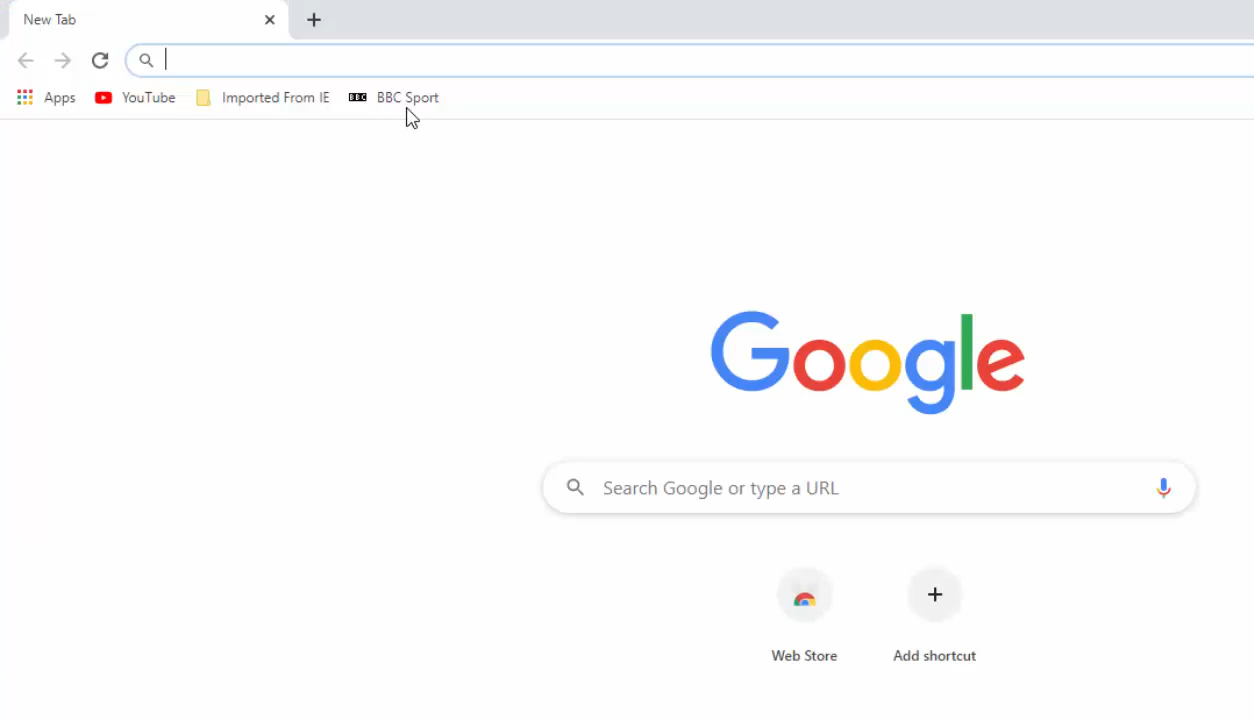 New Tab
Apps YouTube Imported From IE BBC BBC Sport
Google
Search Google or type a URL
Web Store Add shortcut